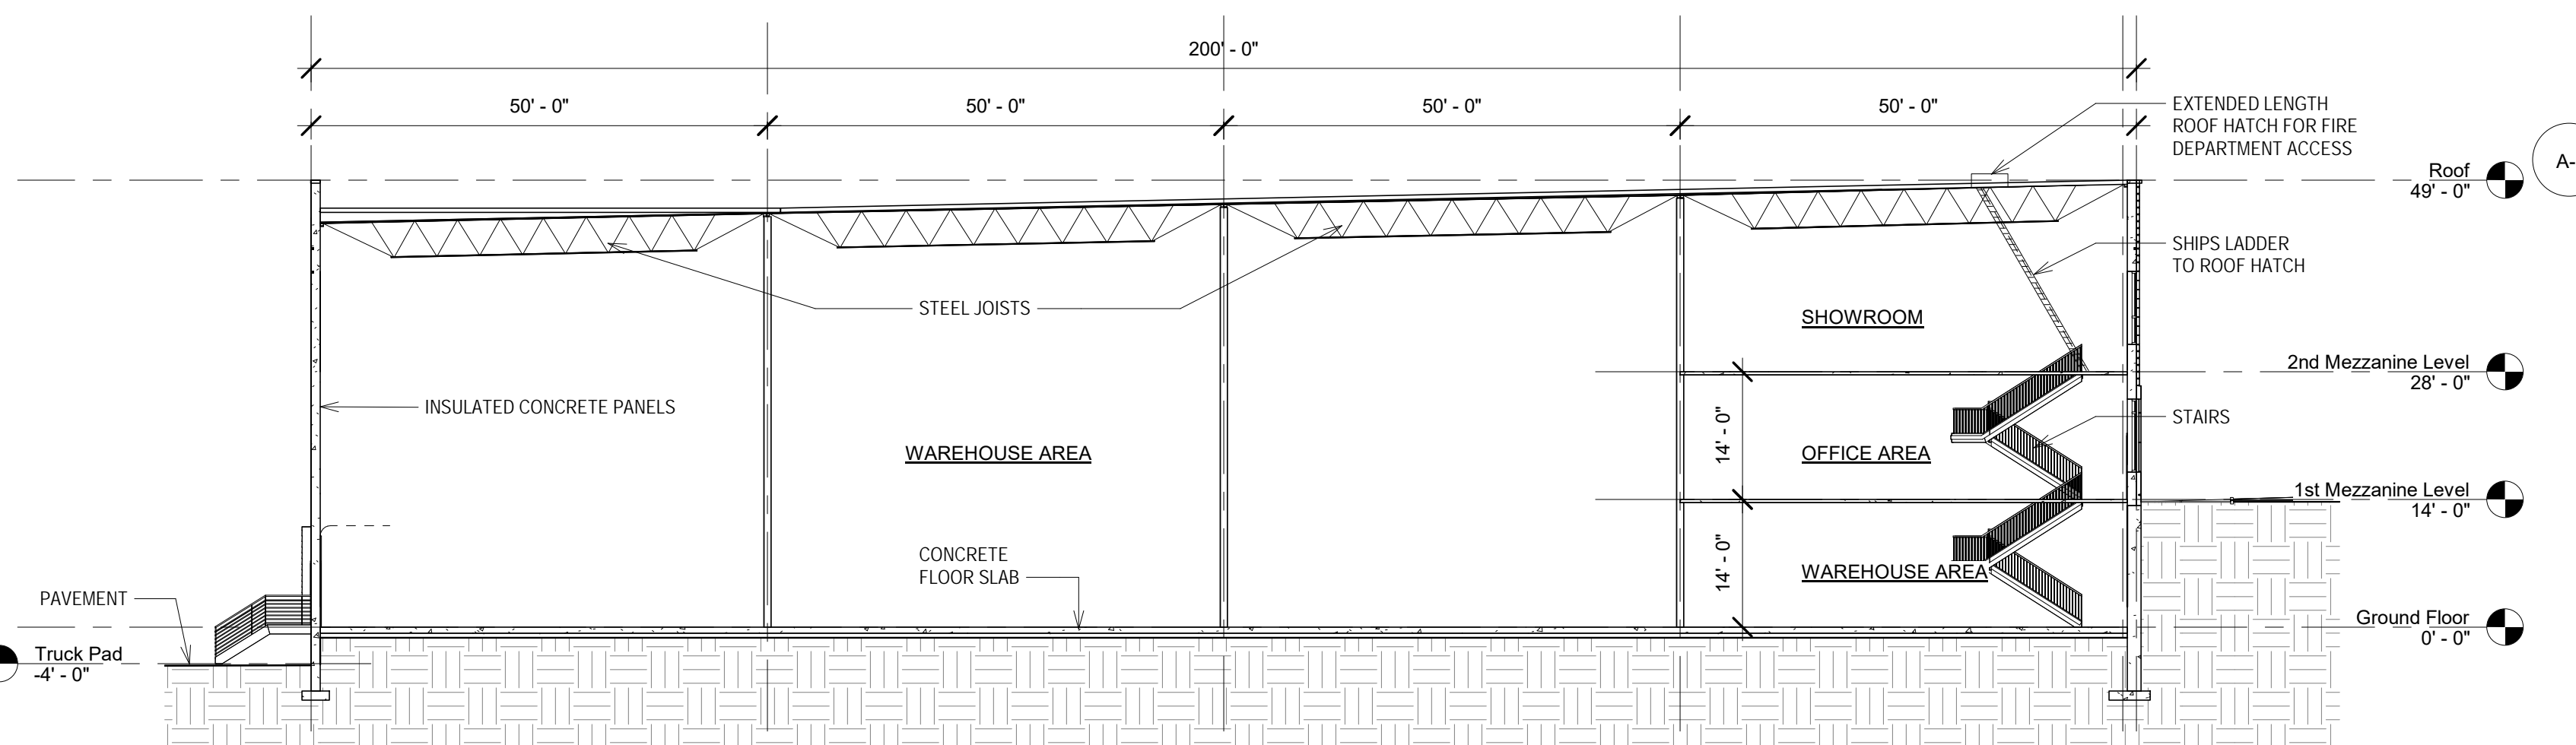 200' - 0"
50' - 0"
50' - 0"
50' - 0"
50' - 0"
EXTENDED LENGTH
ROOF HATCH FOR FIRE
DEPARTMENT ACCESS
A-
Roof
49' - 0"
SHIPS LADDER
TO ROOF HATCH
STEEL JOISTS
SHOWROOM
2nd Mezzanine Level
28' - 0"
INSULATED CONCRETE PANELS
STAIRS
14' - 0"
WAREHOUSE AREA
OFFICE AREA
1st Mezzanine Level
14' - 0"
CONCRETE
FLOOR SLAB
14' - 0"
WAREHOUSE AREA
PAVEMENT
Ground Floor
0' - 0"
Truck Pad
-4' - 0"